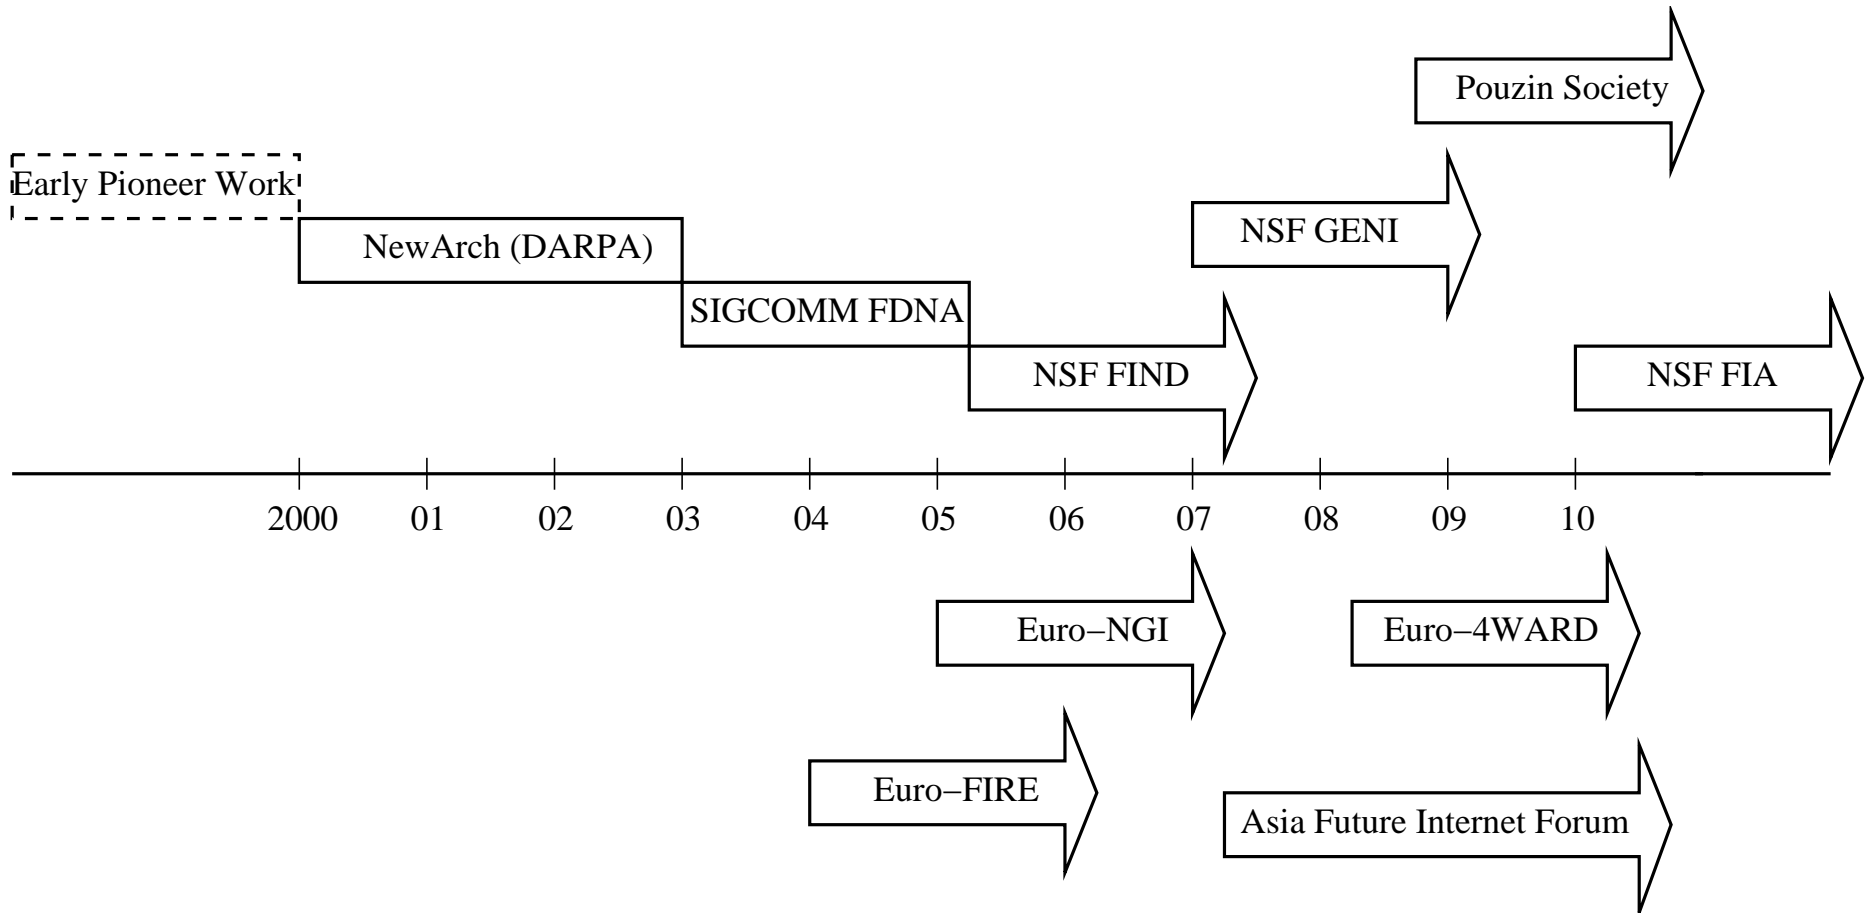 Pouzin Society
Early Pioneer Work
NSF GENI
NewArch (DARPA)
SIGCOMM FDNA
NSF FIND
NSF FIA
2000 01 02 03 04 05 06 07 08 09 10
Euro−NGI
Euro−4WARD
Euro−FIRE
Asia Future Internet Forum